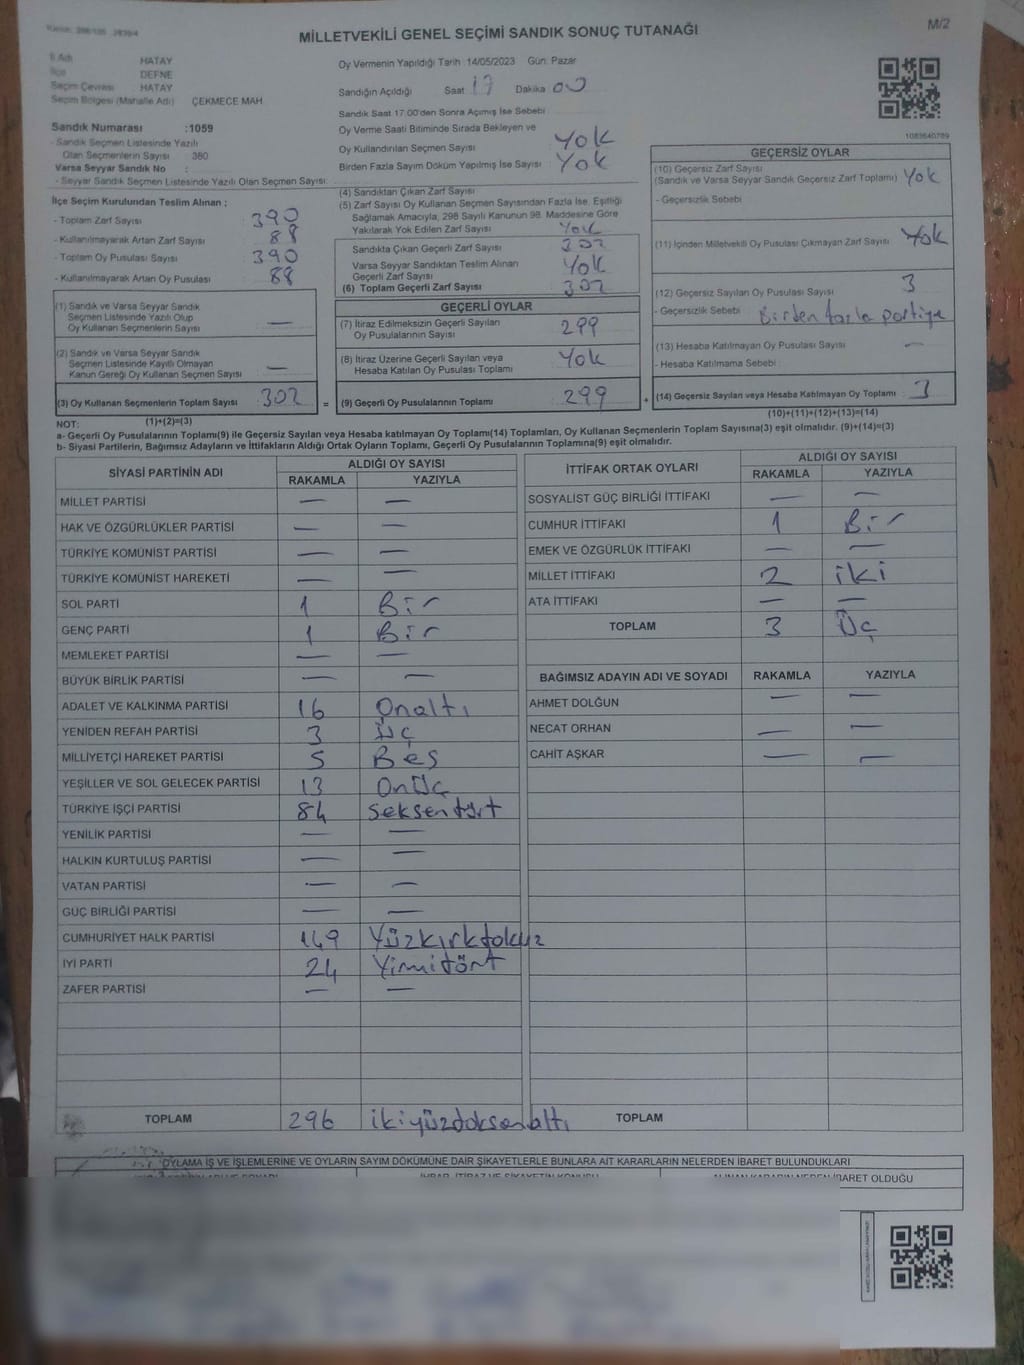 M/2
MİLLETVEKİLİ GENEL SEÇİMİ SANDIK SONUÇ TUTANAĞI
İl Adı HATAY
İlçe DEFNE
Seçim Çevresi HATAY
Seçim Bölgesi (Mahalle Adı) ÇEKMECE MAH.
Sandık Numarası :1059
- Sandık Seçmen Listesinde Yazılı
Olan Seçmenlerin Sayısı 380
Varsa Seyyar Sandık No :
- Seyyar Sandık Seçmen Listesinde Yazılı Olan Seçmen Sayısı:
İlçe Seçim Kurulundan Teslim Alınan ;
- Toplam Zarf Sayısı 390
- Kullanılmayarak Artan Zarf Sayısı 88
- Toplam Oy Pusulası Sayısı 390
- Kullanılmayarak Artan Oy Pusulası 88
(1) Sandık ve Varsa Seyyar Sandık
Seçmen Listesinde Yazılı Olup
Oy Kullanan Seçmenlerin Sayısı —
(2) Sandık ve Varsa Seyyar Sandık
Seçmen Listesinde Kayıtlı Olmayan
Kanun Gereği Oy Kullanan Seçmen Sayısı —
(3) Oy Kullanan Seçmenlerin Toplam Sayısı 302 =
(1)+(2)=(3)
Oy Vermenin Yapıldığı Tarih :14/05/2023 Gün: Pazar
Sandığın Açıldığı Saat 17 Dakika 00
Sandık Saat 17.00'den Sonra Açılmış İse Sebebi :
Oy Verme Saati Bitiminde Sırada Bekleyen ve
Oy Kullandırılan Seçmen Sayısı Yok
Birden Fazla Sayım Döküm Yapılmış İse Sayısı Yok
(4) Sandıktan Çıkan Zarf Sayısı
(5) Zarf Sayısı Oy Kullanan Seçmen Sayısından Fazla İse, Eşitliği
Sağlamak Amacıyla, 298 Sayılı Kanunun 98. Maddesine Göre
Yakılarak Yok Edilen Zarf Sayısı Yok
Sandıkta Çıkan Geçerli Zarf Sayısı 302
Varsa Seyyar Sandıktan Teslim Alınan
Geçerli Zarf Sayısı Yok
(6) Toplam Geçerli Zarf Sayısı 302
GEÇERLİ OYLAR
(7) İtiraz Edilmeksizin Geçerli Sayılan
Oy Pusulalarının Sayısı 299
(8) İtiraz Üzerine Geçerli Sayılan veya
Hesaba Katılan Oy Pusulası Toplamı Yok
(9) Geçerli Oy Pusulalarının Toplamı 299 +
1083640789
GEÇERSİZ OYLAR
(10) Geçersiz Zarf Sayısı
(Sandık ve Varsa Seyyar Sandık Geçersiz Zarf Toplamı) Yok
- Geçersizlik Sebebi
(11) İçinden Milletvekili Oy Pusulası Çıkmayan Zarf Sayısı Yok
(12) Geçersiz Sayılan Oy Pusulası Sayısı 3
- Geçersizlik Sebebi : Birden fazla partiye
(13) Hesaba Katılmayan Oy Pusulası Sayısı —
- Hesaba Katılmama Sebebi :
(14) Geçersiz Sayılan veya Hesaba Katılmayan Oy Toplamı 3
(10)+(11)+(12)+(13)=(14)
NOT:
a- Geçerli Oy Pusulalarının Toplamı(9) ile Geçersiz Sayılan veya Hesaba katılmayan Oy Toplamı(14) Toplamları, Oy Kullanan Seçmenlerin Toplam Sayısına(3) eşit olmalıdır. (9)+(14)=(3)
b- Siyasi Partilerin, Bağımsız Adayların ve İttifakların Aldığı Ortak Oyların Toplamı, Geçerli Oy Pusulalarının Toplamına(9) eşit olmalıdır.
SİYASİ PARTİNİN ADI ALDIĞI OY SAYISI
RAKAMLA YAZIYLA
MİLLET PARTİSİ — —
HAK VE ÖZGÜRLÜKLER PARTİSİ — —
TÜRKİYE KOMÜNİST PARTİSİ — —
TÜRKİYE KOMÜNİST HAREKETİ — —
SOL PARTİ 1 Bir
GENÇ PARTİ 1 Bir
MEMLEKET PARTİSİ — —
BÜYÜK BİRLİK PARTİSİ — —
ADALET VE KALKINMA PARTİSİ 16 Onaltı
YENİDEN REFAH PARTİSİ 3 Üç
MİLLİYETÇİ HAREKET PARTİSİ 5 Beş
YEŞİLLER VE SOL GELECEK PARTİSİ 13 Onüç
TÜRKİYE İŞÇİ PARTİSİ 84 Seksentört
YENİLİK PARTİSİ — —
HALKIN KURTULUŞ PARTİSİ — —
VATAN PARTİSİ — —
GÜÇ BİRLİĞİ PARTİSİ — —
CUMHURİYET HALK PARTİSİ 149 Yüzkırktokuz
İYİ PARTİ 24 Yirmitört
ZAFER PARTİSİ — —
TOPLAM 296 ikiyüzdoksenaltı
İTTİFAK ORTAK OYLARI ALDIĞI OY SAYISI
RAKAMLA YAZIYLA
SOSYALİST GÜÇ BİRLİĞİ İTTİFAKI — —
CUMHUR İTTİFAKI 1 Bir
EMEK VE ÖZGÜRLÜK İTTİFAKI — —
MİLLET İTTİFAKI 2 iki
ATA İTTİFAKI — —
TOPLAM 3 Üç
BAĞIMSIZ ADAYIN ADI VE SOYADI RAKAMLA YAZIYLA
AHMET DOLĞUN — —
NECAT ORHAN — —
CAHİT AŞKAR — —
TOPLAM
OYLAMA İŞ VE İŞLEMLERİNE VE OYLARIN SAYIM DÖKÜMÜNE DAİR ŞİKAYETLERLE BUNLARA AİT KARARLARIN NELERDEN İBARET BULUNDUKLARI
İBARET OLDUĞU